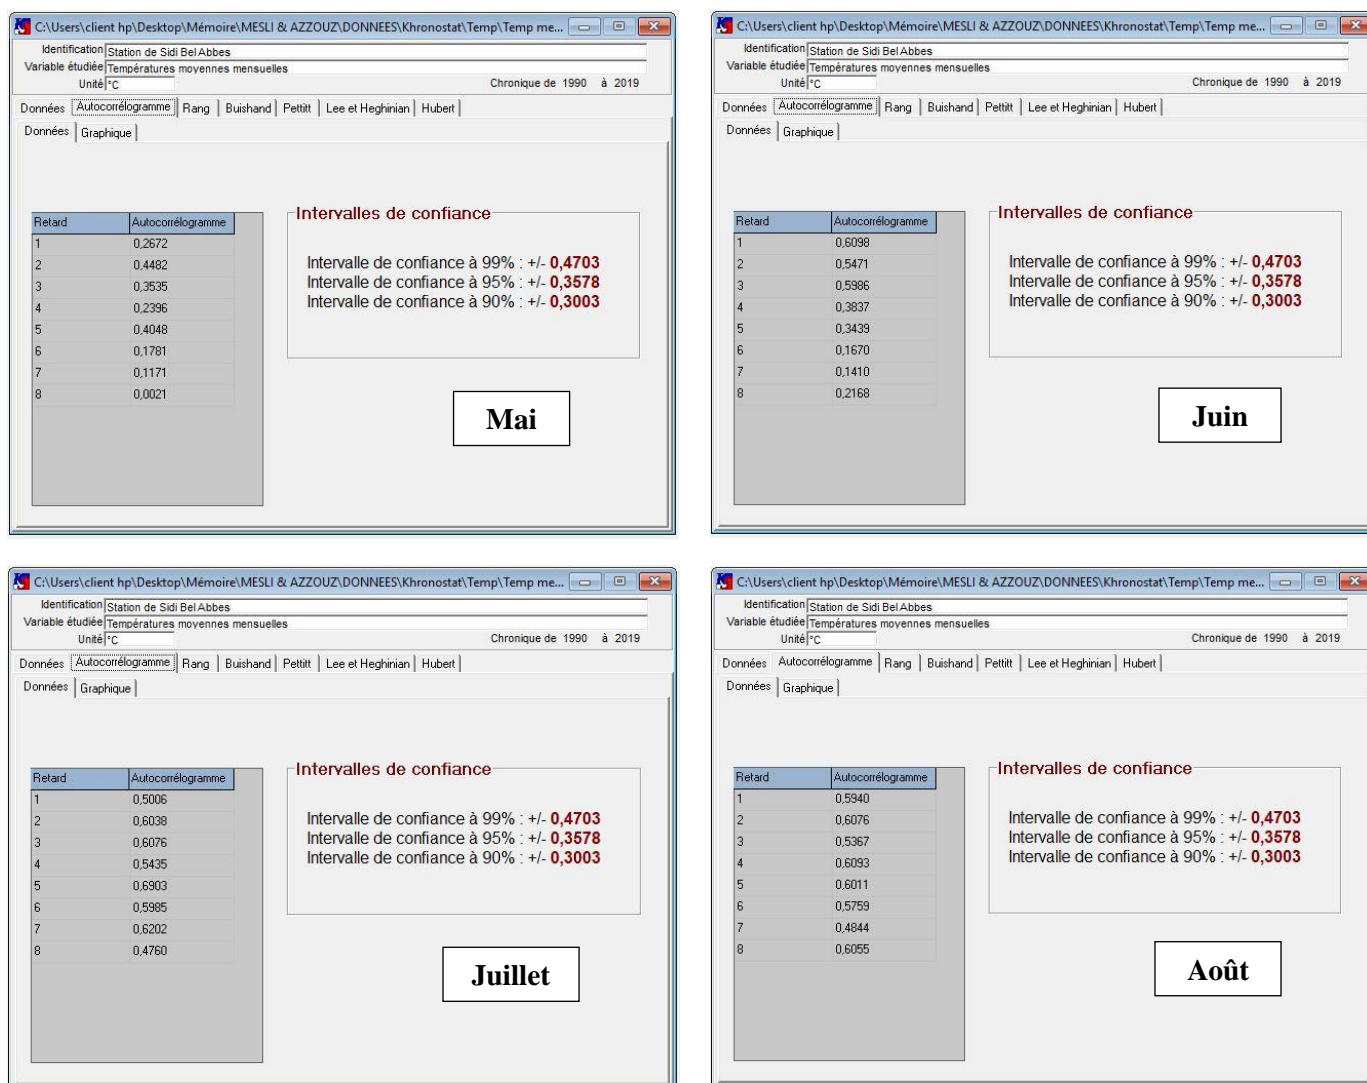 C:\Users\client hp\Desktop\Mémoire\MESLI & AZZOUZ\DONNEES\Khronostat\Temp\Temp me...
Identification Station de Sidi Bel Abbes
Variable étudiée Températures moyennes mensuelles
Unité °C Chronique de 1990 à 2019
Données Autocorrélogramme Rang Buishand Pettitt Lee et Heghinian Hubert
Données Graphique
Retard Autocorrélogramme
1 0,2672
2 0,4482
3 0,3535
4 0,2396
5 0,4048
6 0,1781
7 0,1171
8 0,0021
Intervalles de confiance
Intervalle de confiance à 99% : +/- 0,4703
Intervalle de confiance à 95% : +/- 0,3578
Intervalle de confiance à 90% : +/- 0,3003
Mai
C:\Users\client hp\Desktop\Mémoire\MESLI & AZZOUZ\DONNEES\Khronostat\Temp\Temp me...
Identification Station de Sidi Bel Abbes
Variable étudiée Températures moyennes mensuelles
Unité °C Chronique de 1990 à 2019
Données Autocorrélogramme Rang Buishand Pettitt Lee et Heghinian Hubert
Données Graphique
Retard Autocorrélogramme
1 0,6098
2 0,5471
3 0,5986
4 0,3837
5 0,3439
6 0,1670
7 0,1410
8 0,2168
Intervalles de confiance
Intervalle de confiance à 99% : +/- 0,4703
Intervalle de confiance à 95% : +/- 0,3578
Intervalle de confiance à 90% : +/- 0,3003
Juin
C:\Users\client hp\Desktop\Mémoire\MESLI & AZZOUZ\DONNEES\Khronostat\Temp\Temp me...
Identification Station de Sidi Bel Abbes
Variable étudiée Températures moyennes mensuelles
Unité °C Chronique de 1990 à 2019
Données Autocorrélogramme Rang Buishand Pettitt Lee et Heghinian Hubert
Données Graphique
Retard Autocorrélogramme
1 0,5006
2 0,6038
3 0,6076
4 0,5435
5 0,6903
6 0,5985
7 0,6202
8 0,4760
Intervalles de confiance
Intervalle de confiance à 99% : +/- 0,4703
Intervalle de confiance à 95% : +/- 0,3578
Intervalle de confiance à 90% : +/- 0,3003
Juillet
C:\Users\client hp\Desktop\Mémoire\MESLI & AZZOUZ\DONNEES\Khronostat\Temp\Temp me...
Identification Station de Sidi Bel Abbes
Variable étudiée Températures moyennes mensuelles
Unité °C Chronique de 1990 à 2019
Données Autocorrélogramme Rang Buishand Pettitt Lee et Heghinian Hubert
Données Graphique
Retard Autocorrélogramme
1 0,5940
2 0,6076
3 0,5367
4 0,6093
5 0,6011
6 0,5759
7 0,4844
8 0,6055
Intervalles de confiance
Intervalle de confiance à 99% : +/- 0,4703
Intervalle de confiance à 95% : +/- 0,3578
Intervalle de confiance à 90% : +/- 0,3003
Août